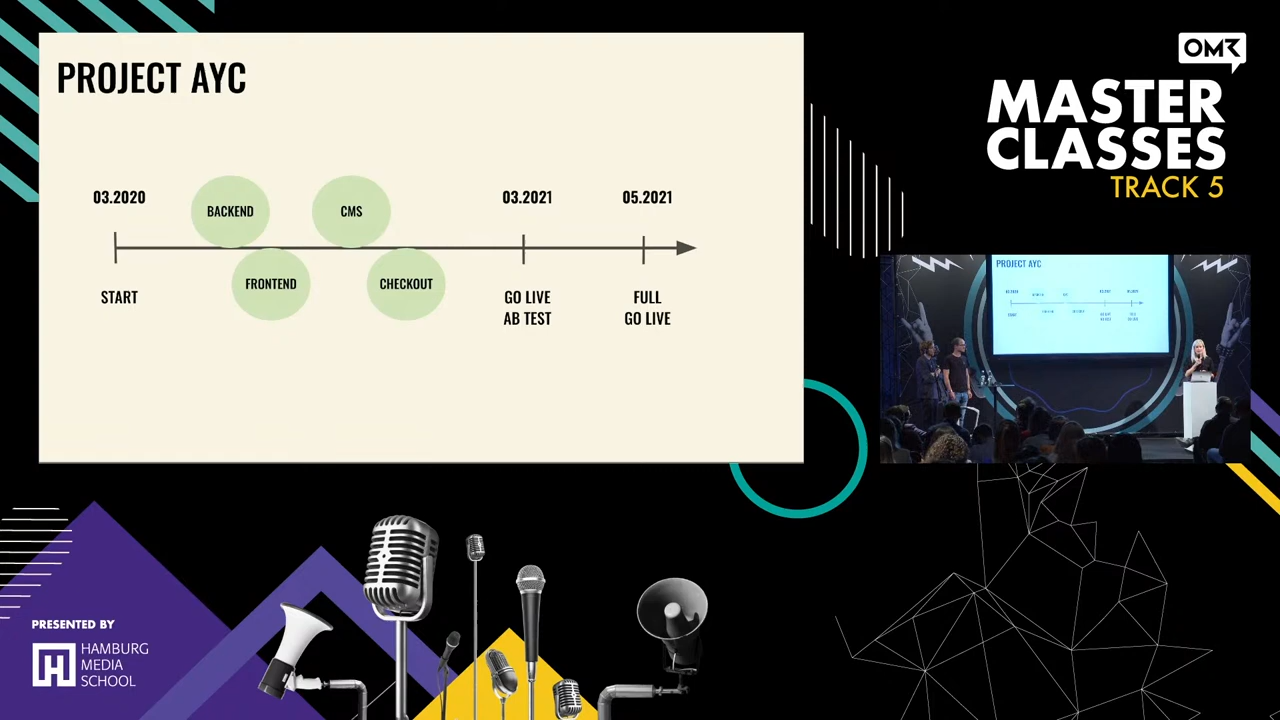 PROJECT AYC
03.2020
BACKEND
CMS
03.2021
05.2021
FRONTEND
CHECKOUT
START
GO LIVE
AB TEST
FULL
GO LIVE
OMR
MASTER
CLASSES
TRACK 5
PROJECT AYC
PRESENTED BY
HAMBURG
MEDIA
SCHOOL